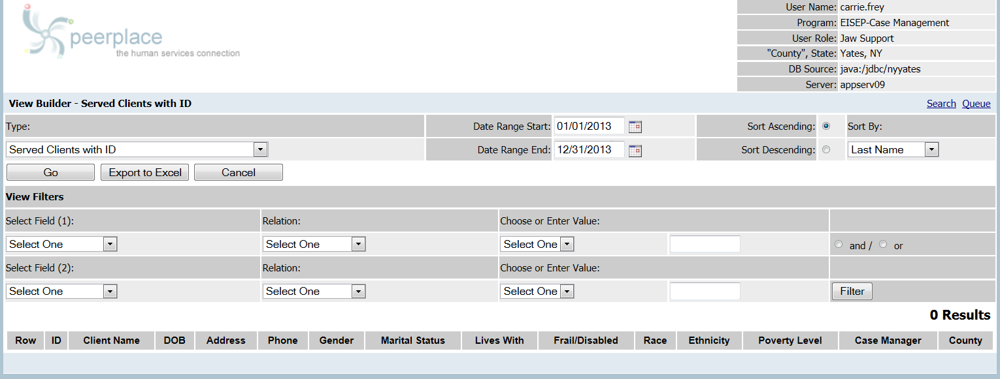 User Name: carrie.frey
Program: EISEP-Case Management
User Role: Jaw Support
"County", State: Yates, NY
DB Source: java:/jdbc/nyyates
Server: appserv09
peerplace
the human services connection
View Builder - Served Clients with ID Search Queue
Type: Date Range Start: 01/01/2013 Sort Ascending: Sort By:
Served Clients with ID Date Range End: 12/31/2013 Sort Descending: Last Name
Go Export to Excel Cancel
View Filters
Select Field (1): Relation: Choose or Enter Value:
Select One Select One Select One and / or
Select Field (2): Relation: Choose or Enter Value:
Select One Select One Select One Filter
0 Results
Row ID Client Name DOB Address Phone Gender Marital Status Lives With Frail/Disabled Race Ethnicity Poverty Level Case Manager County